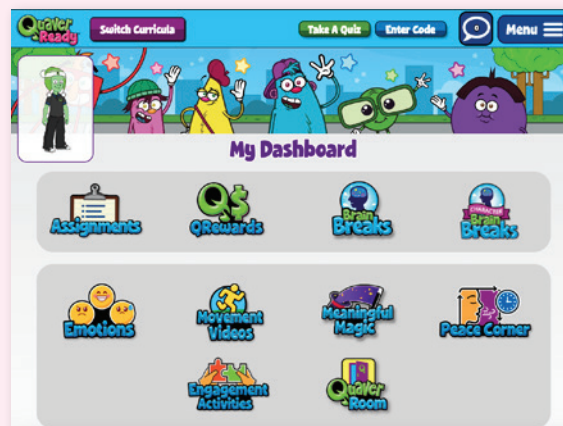 Quaver
Ready
Switch Curricula
Take A Quiz
Enter Code
Menu
My Dashboard
Assignments
QRewards
Brain
Breaks
CHARACTER
Brain
Breaks
Emotions
Movement
Videos
Meaningful
Magic
Peace Corner
Engagement
Activities
Quaver
Room